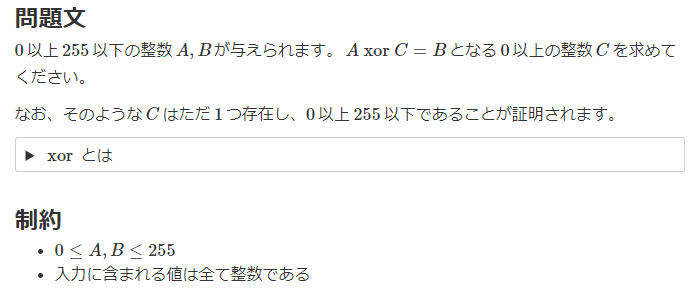 問題文
0 以上 255 以下の整数 A, B が与えられます。 A xor C = B となる 0 以上の整数 C を求めて
ください。
なお、そのような C はただ 1 つ存在し、0 以上 255 以下であることが証明されます。
▶ xor とは
制約
• 0 ≤ A, B ≤ 255
• 入力に含まれる値は全て整数である